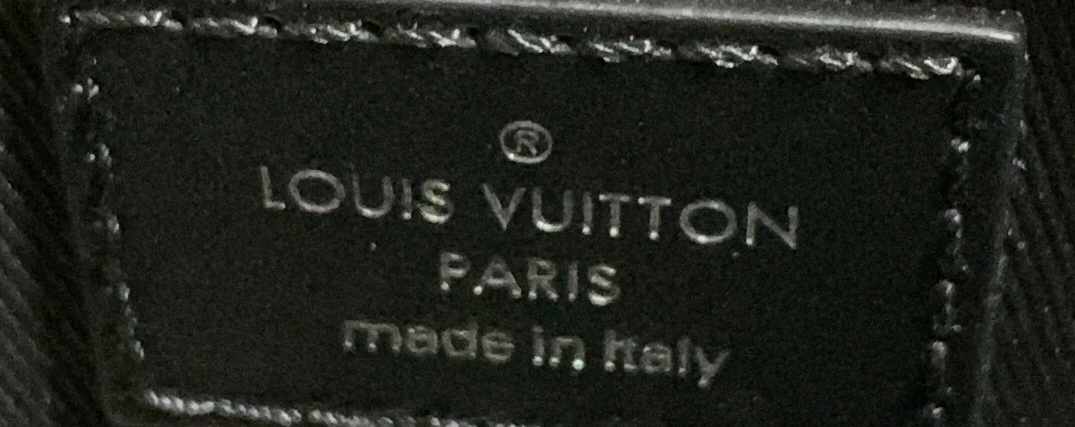 ®
LOUIS VUITTON
PARIS
made in Italy